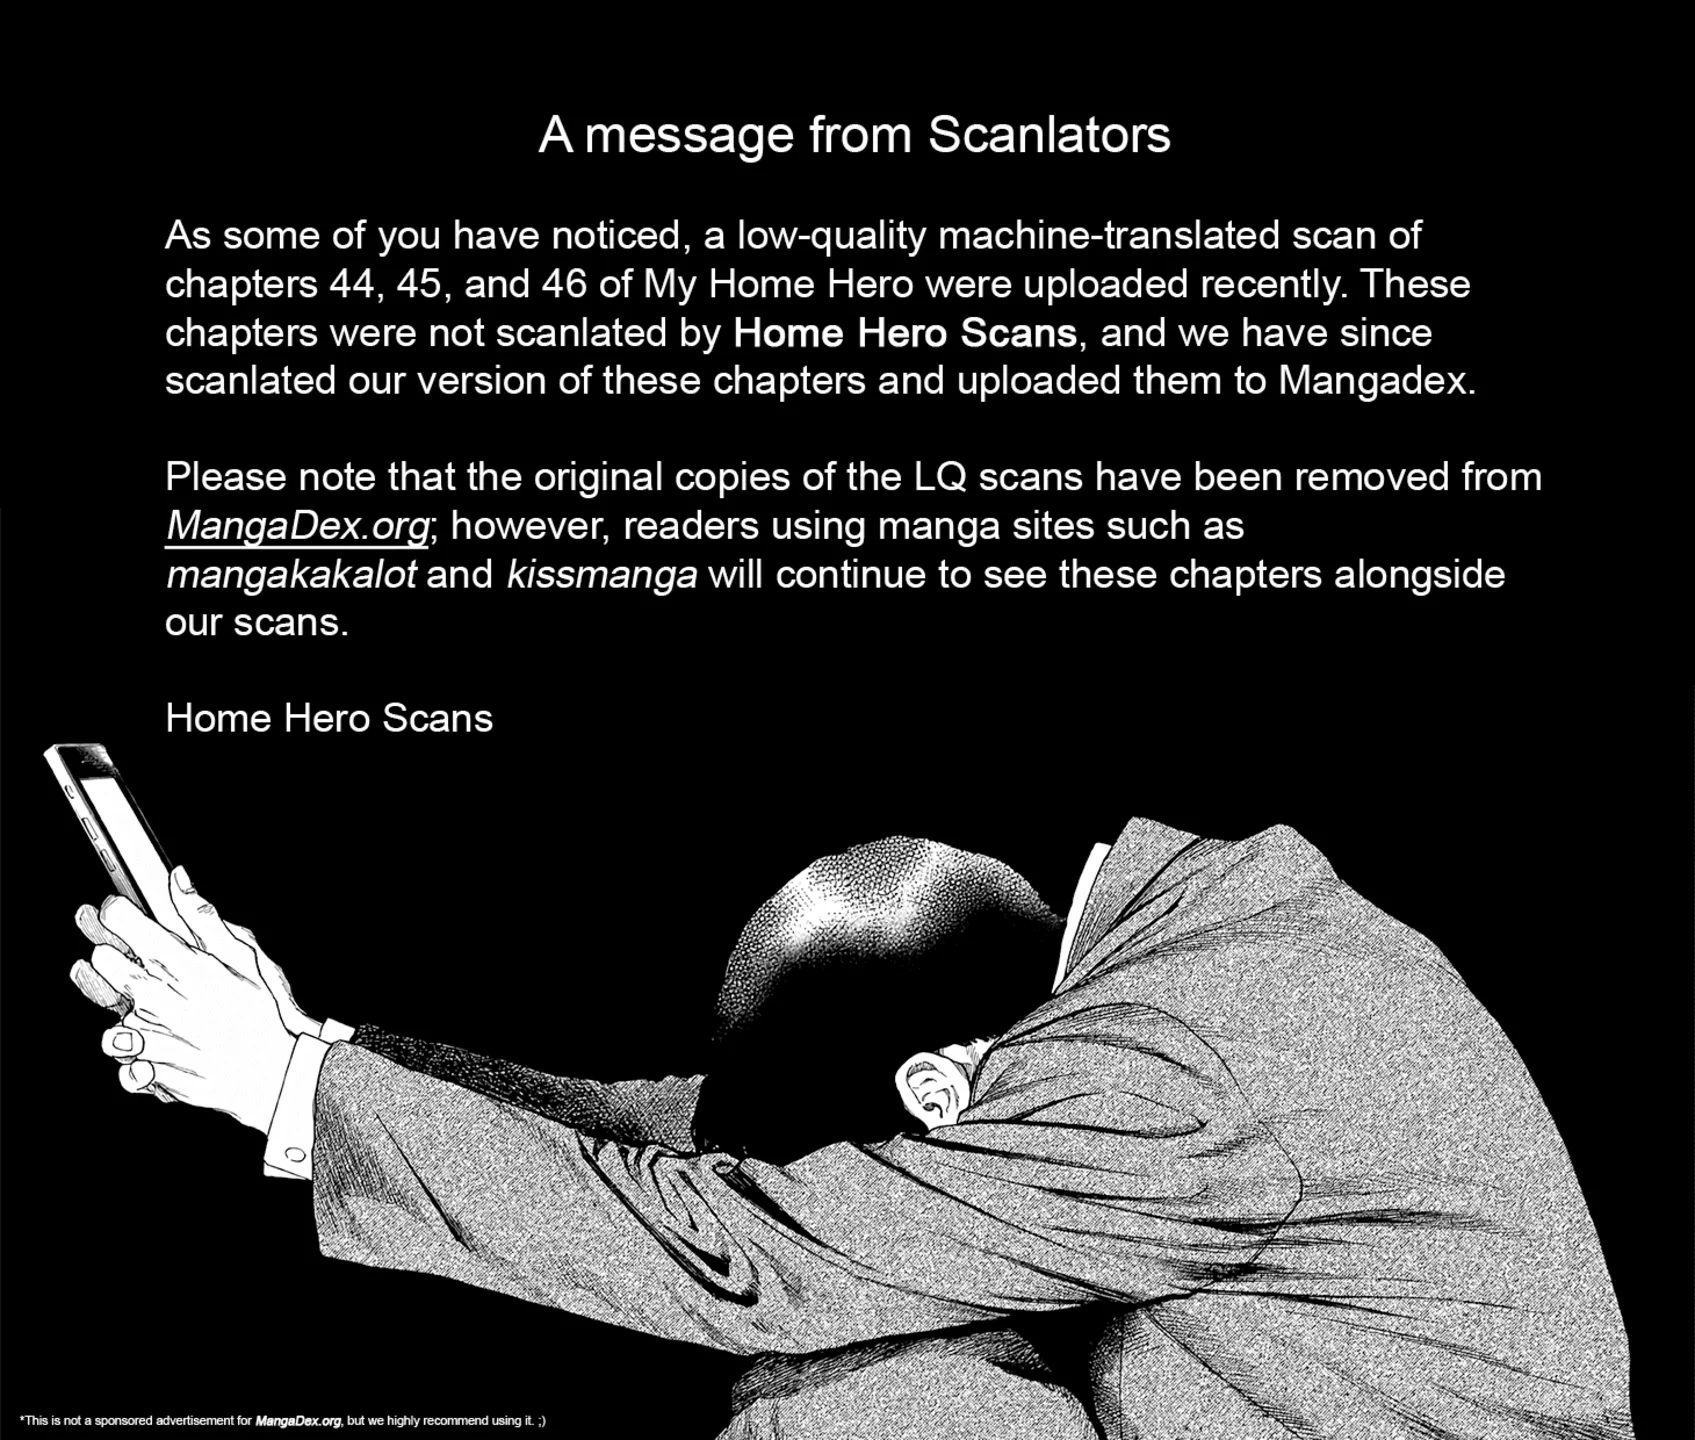 A message from Scanlators
As some of you have noticed, a low-quality machine-translated scan of
chapters 44, 45, and 46 of My Home Hero were uploaded recently. These
chapters were not scanlated by Home Hero Scans, and we have since
scanlated our version of these chapters and uploaded them to Mangadex.
Please note that the original copies of the LQ scans have been removed from
MangaDex.org; however, readers using manga sites such as
mangakakalot and kissmanga will continue to see these chapters alongside
our scans.
Home Hero Scans
*This is not a sponsored advertisement for MangaDex.org, but we highly recommend using it. ;)